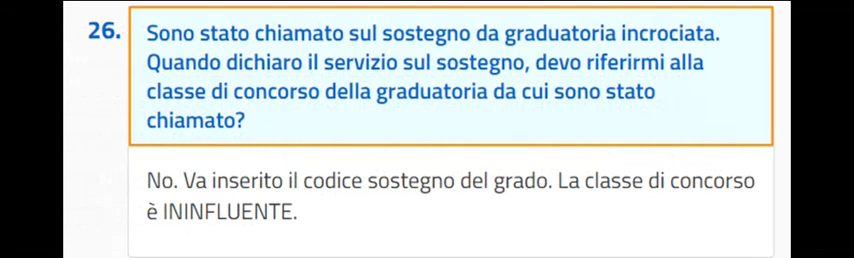 26. Sono stato chiamato sul sostegno da graduatoria incrociata.
Quando dichiaro il servizio sul sostegno, devo riferirmi alla
classe di concorso della graduatoria da cui sono stato
chiamato?
No. Va inserito il codice sostegno del grado. La classe di concorso
è ININFLUENTE.